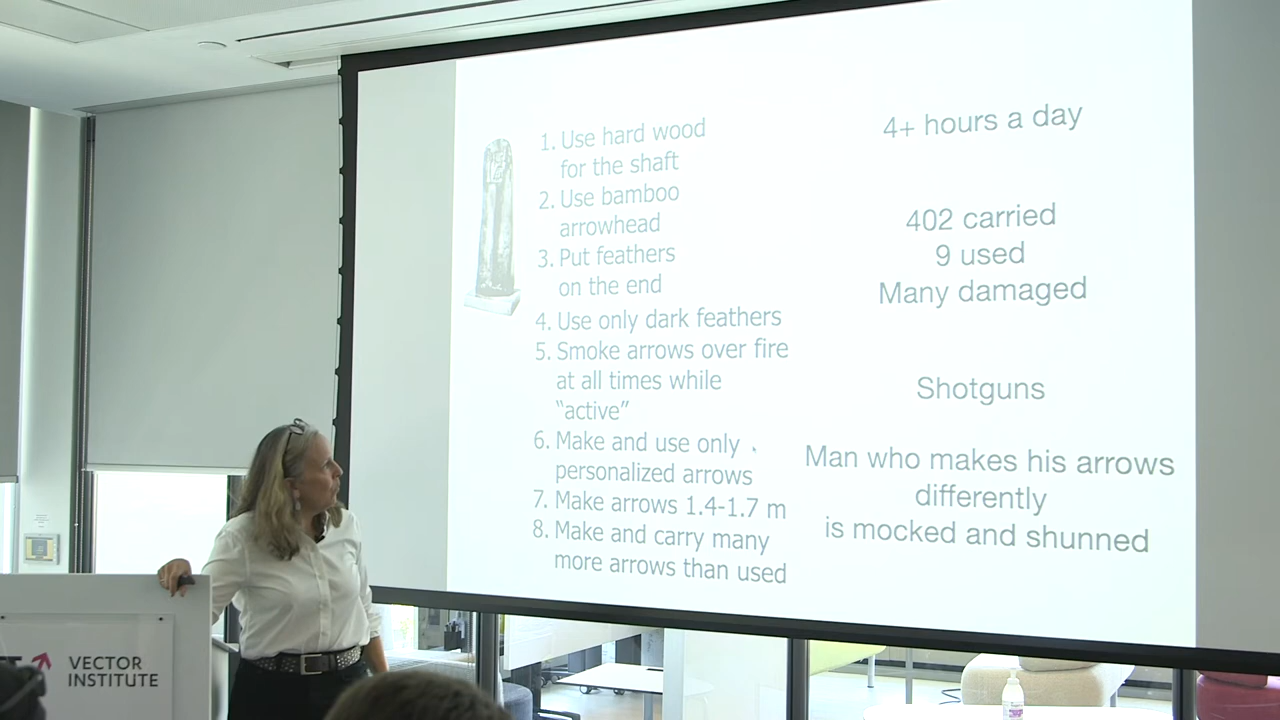 1. Use hard wood
for the shaft
2. Use bamboo
arrowhead
3. Put feathers
on the end
4. Use only dark feathers
5. Smoke arrows over fire
at all times while
“active”
6. Make and use only
personalized arrows
7. Make arrows 1.4-1.7 m
8. Make and carry many
more arrows than used
4+ hours a day
402 carried
9 used
Many damaged
Shotguns
Man who makes his arrows
differently
is mocked and shunned
VECTOR
INSTITUTE